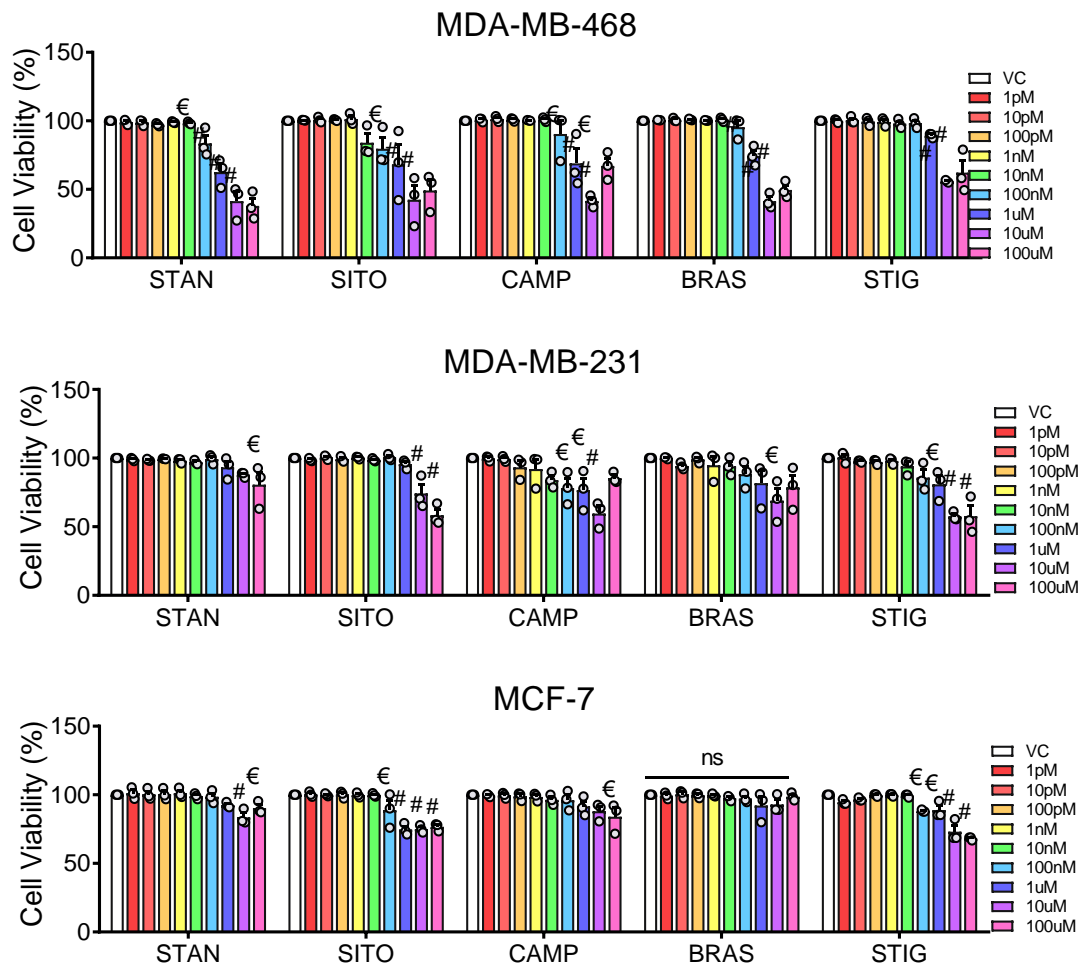 MDA-MB-468
Cell Viability (%)
150
100
50
0
€ # # #
€ # #
€ # € #
# # #
# #
STAN SITO CAMP BRAS STIG
VC
1pM
10pM
100pM
1nM
10nM
100nM
1uM
10uM
100uM
MDA-MB-231
Cell Viability (%)
150
100
50
0
€
# #
€ € #
€
€ # #
STAN SITO CAMP BRAS STIG
VC
1pM
10pM
100pM
1nM
10nM
100nM
1uM
10uM
100uM
MCF-7
Cell Viability (%)
150
100
50
0
# €
€ # # #
€
ns
€ € # #
STAN SITO CAMP BRAS STIG
VC
1pM
10pM
100pM
1nM
10nM
100nM
1uM
10uM
100uM